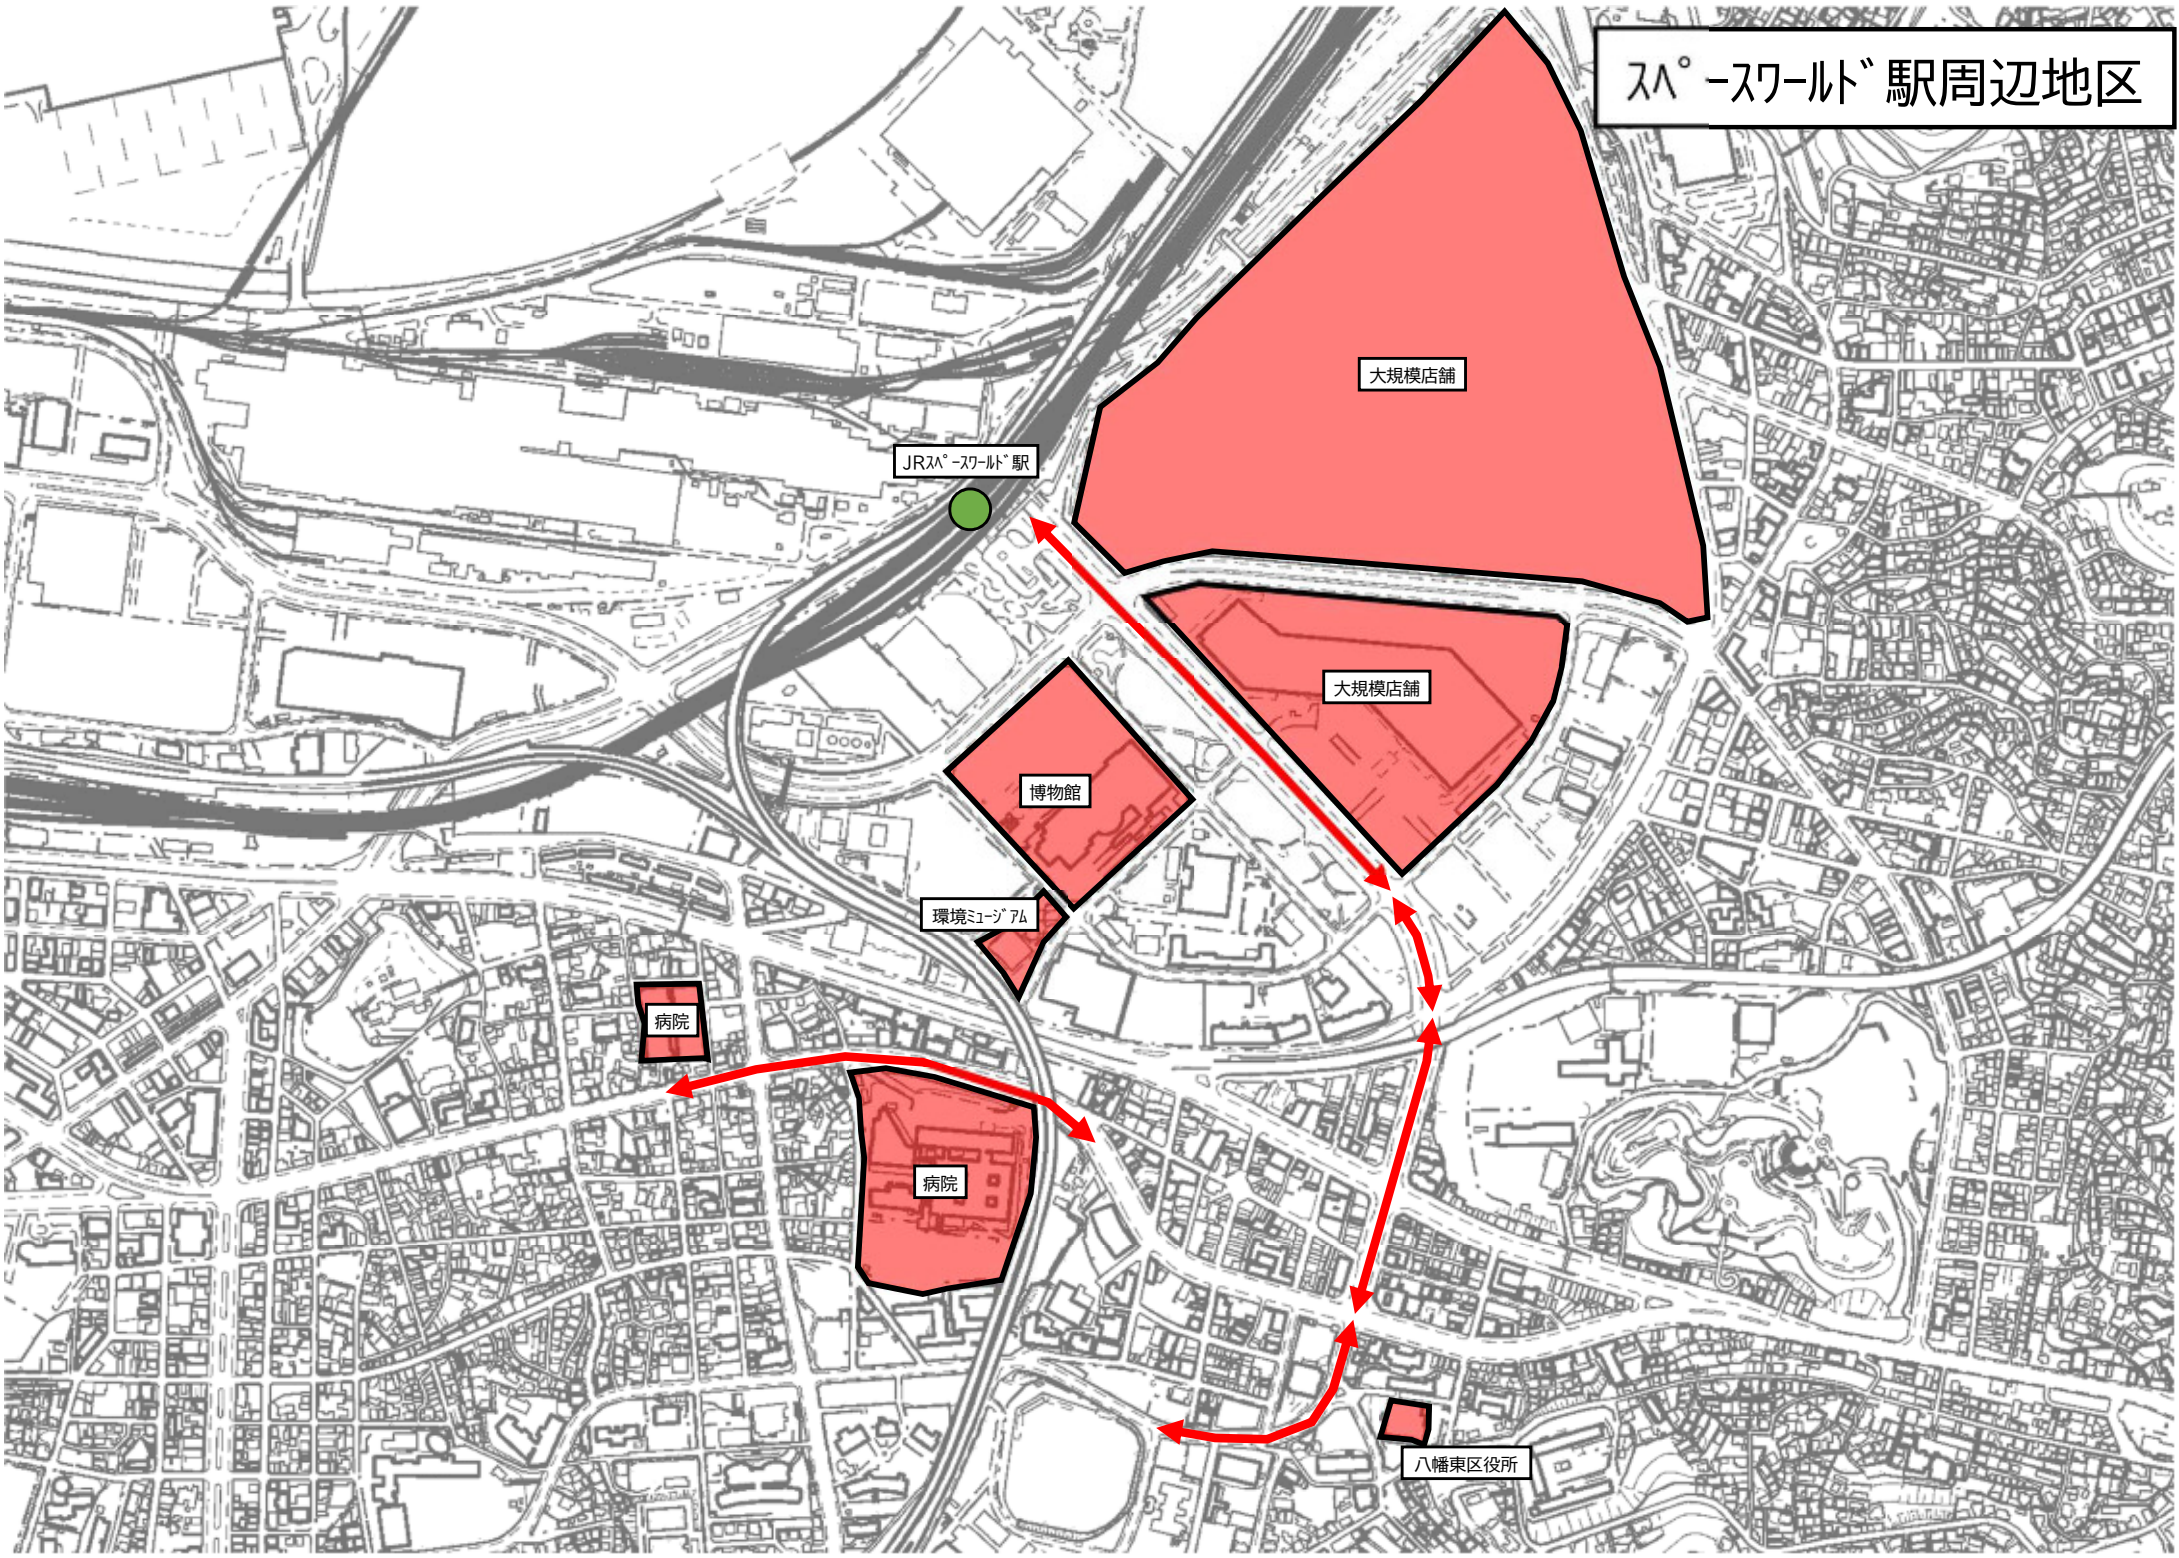 ｽﾍﾟｰｽﾜｰﾙﾄﾞ駅周辺地区
大規模店舗
JRｽﾍﾟｰｽﾜｰﾙﾄﾞ駅
大規模店舗
博物館
環境ﾐｭｰｼﾞｱﾑ
病院
病院
八幡東区役所